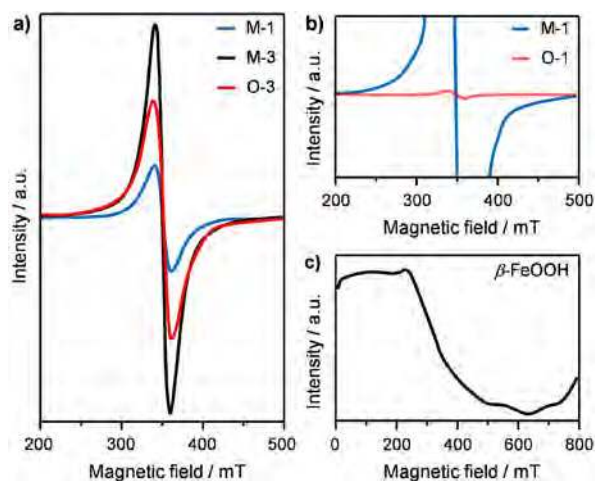 a)
M-1
M-3
O-3
Intensity / a.u.
200 300 400 500
Magnetic field / mT
b)
M-1
O-1
Intensity / a.u.
200 300 400 500
Magnetic field / mT
c)
β-FeOOH
Intensity / a.u.
0 200 400 600 800
Magnetic field / mT